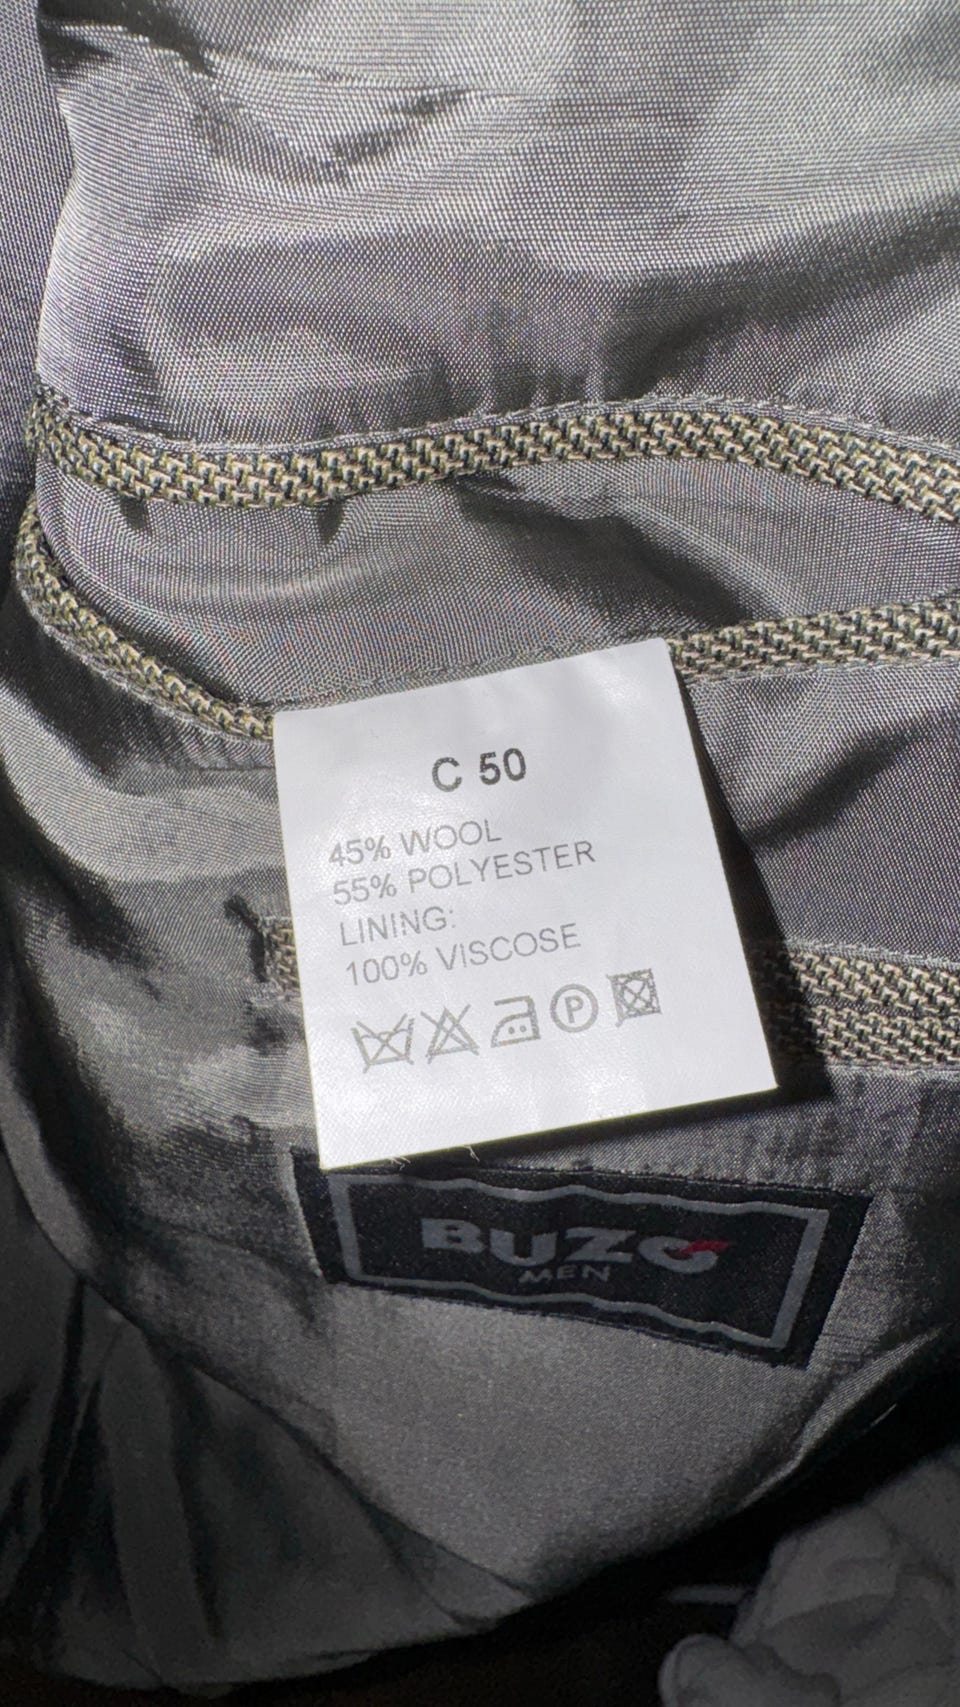 C 50
45% WOOL
55% POLYESTER
LINING:
100% VISCOSE
P
BUZO
MEN